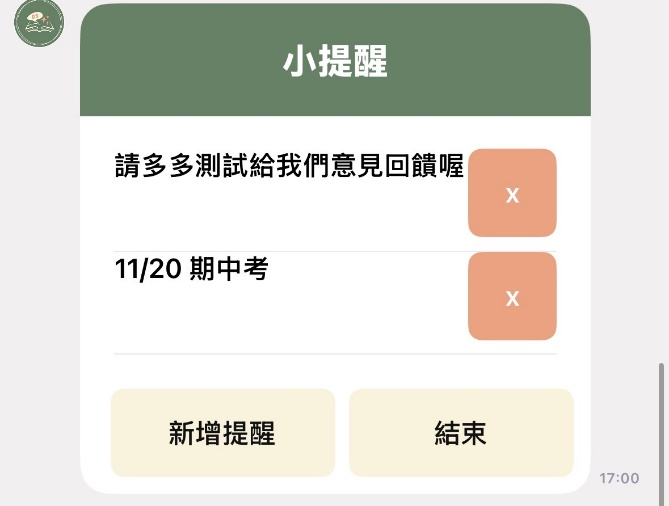 小提醒
請多多測試給我們意見回饋喔
X
11/20 期中考
X
新增提醒
結束
17:00